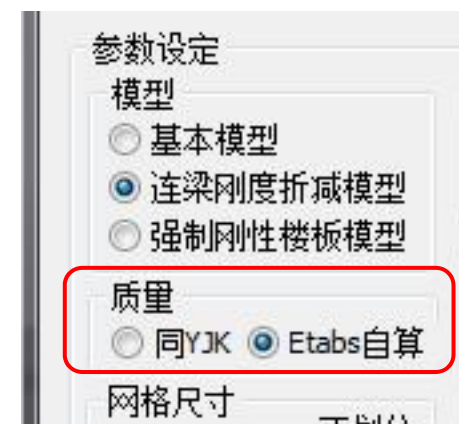 参数设定
模型
基本模型
连梁刚度折减模型
强制刚性楼板模型
质量
同YJK Etabs自算
网格尺寸